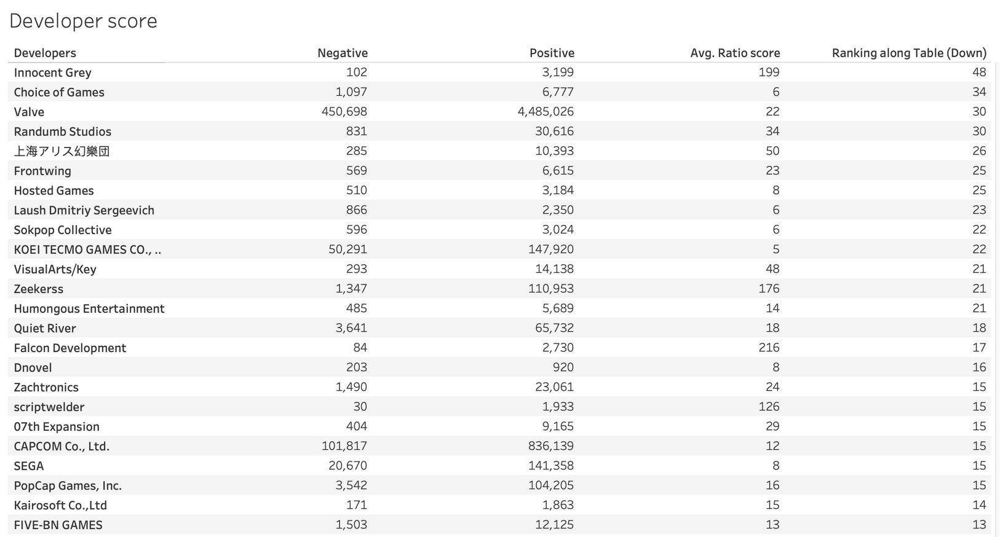 Developer score
Developers Negative Positive Avg. Ratio score Ranking along Table (Down)
Innocent Grey 102 3,199 199 48
Choice of Games 1,097 6,777 6 34
Valve 450,698 4,485,026 22 30
Randumb Studios 831 30,616 34 30
上海アリス幻樂団 285 10,393 50 26
Frontwing 569 6,615 23 25
Hosted Games 510 3,184 8 25
Laush Dmitriy Sergeevich 866 2,350 6 23
Sokpop Collective 596 3,024 6 22
KOEI TECMO GAMES CO., .. 50,291 147,920 5 22
VisualArts/Key 293 14,138 48 21
Zeekerss 1,347 110,953 176 21
Humongous Entertainment 485 5,689 14 21
Quiet River 3,641 65,732 18 18
Falcon Development 84 2,730 216 17
Dnovel 203 920 8 16
Zachtronics 1,490 23,061 24 15
scriptwelder 30 1,933 126 15
07th Expansion 404 9,165 29 15
CAPCOM Co., Ltd. 101,817 836,139 12 15
SEGA 20,670 141,358 8 15
PopCap Games, Inc. 3,542 104,205 16 15
Kairosoft Co.,Ltd 171 1,863 15 14
FIVE-BN GAMES 1,503 12,125 13 13